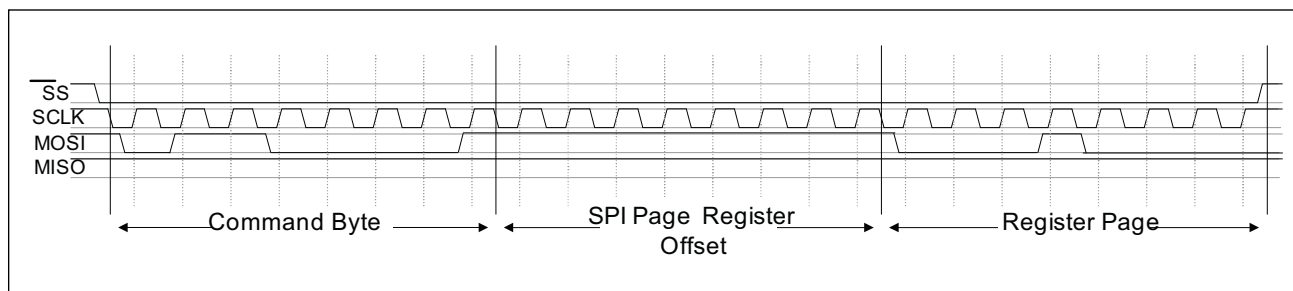 SS
SCLK
MOSI
MISO
Command Byte
SPI Page Register
Offset
Register Page